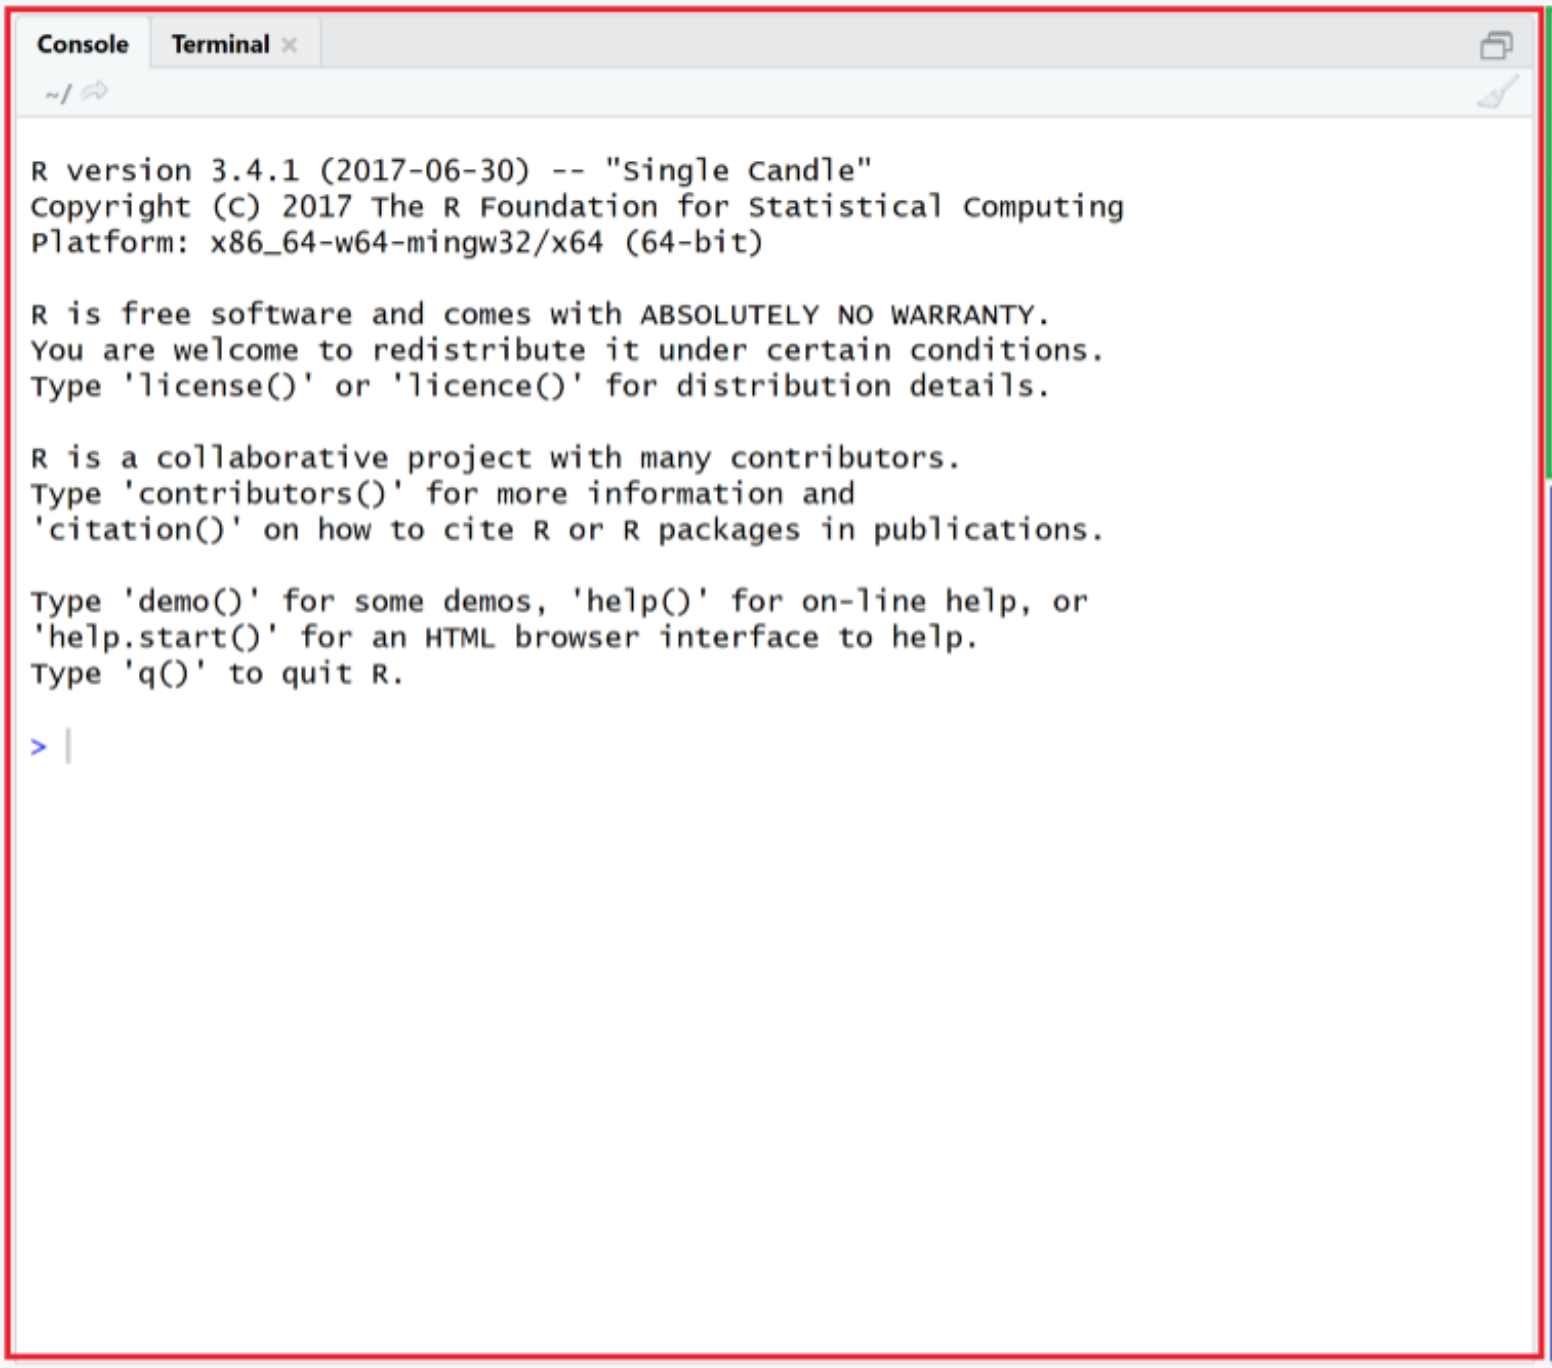 Console Terminal
~/
R version 3.4.1 (2017-06-30) -- "Single Candle"
Copyright (C) 2017 The R Foundation for Statistical Computing
Platform: x86_64-w64-mingw32/x64 (64-bit)
R is free software and comes with ABSOLUTELY NO WARRANTY.
You are welcome to redistribute it under certain conditions.
Type 'license()' or 'licence()' for distribution details.
R is a collaborative project with many contributors.
Type 'contributors()' for more information and
'citation()' on how to cite R or R packages in publications.
Type 'demo()' for some demos, 'help()' for on-line help, or
'help.start()' for an HTML browser interface to help.
Type 'q()' to quit R.
>